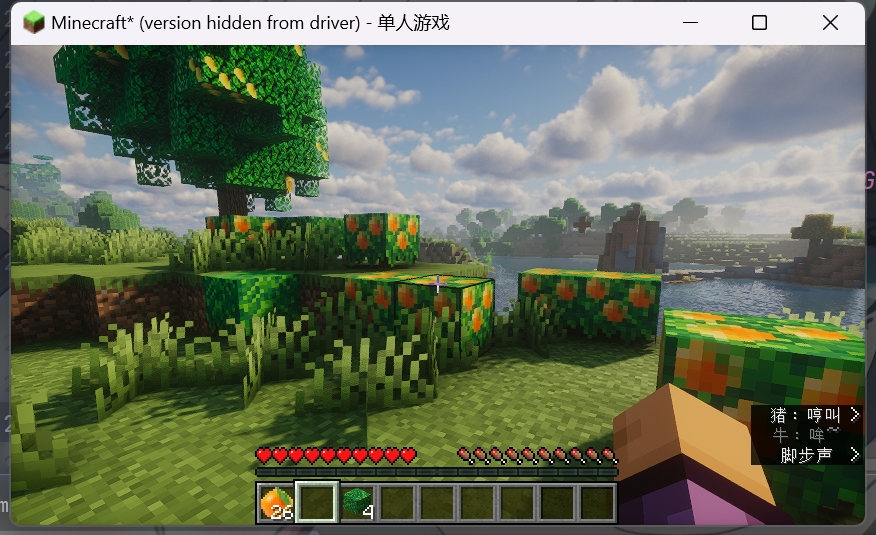 Minecraft* (version hidden from driver) - 单人游戏
猪：哼叫 >
牛：哞~
脚步声 >
26
4